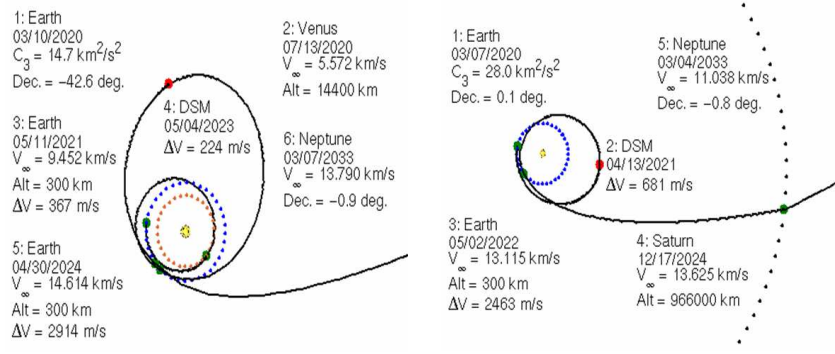 1: Earth
03/10/2020
C3 = 14.7 km²/s²
Dec. = −42.6 deg.
2: Venus
07/13/2020
V∞ = 5.572 km/s
Alt = 14400 km
3: Earth
05/11/2021
V∞ = 9.452 km/s
Alt = 300 km
ΔV = 367 m/s
4: DSM
05/04/2023
ΔV = 224 m/s
5: Earth
04/30/2024
V∞ = 14.614 km/s
Alt = 300 km
ΔV = 2914 m/s
6: Neptune
03/07/2033
V∞ = 13.790 km/s
Dec. = −0.9 deg.
1: Earth
03/07/2020
C3 = 28.0 km²/s²
Dec. = 0.1 deg.
2: DSM
04/13/2021
ΔV = 681 m/s
3: Earth
05/02/2022
V∞ = 13.115 km/s
Alt = 300 km
ΔV = 2463 m/s
4: Saturn
12/17/2024
V∞ = 13.625 km/s
Alt = 966000 km
5: Neptune
03/04/2033
V∞ = 11.038 km/s
Dec. = −0.8 deg.